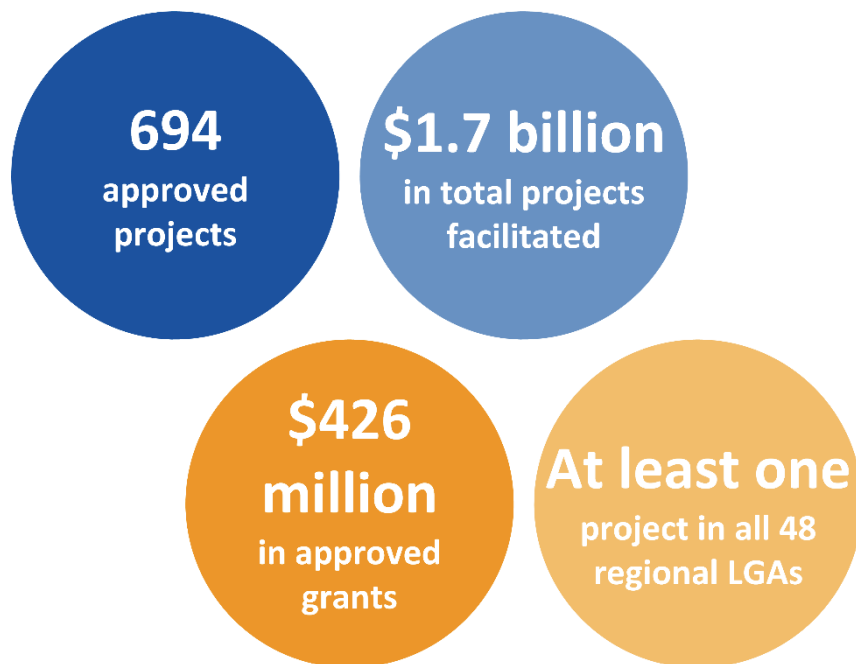 694
approved
projects
$1.7 billion
in total projects
facilitated
$426
million
in approved
grants
At least one
project in all 48
regional LGAs